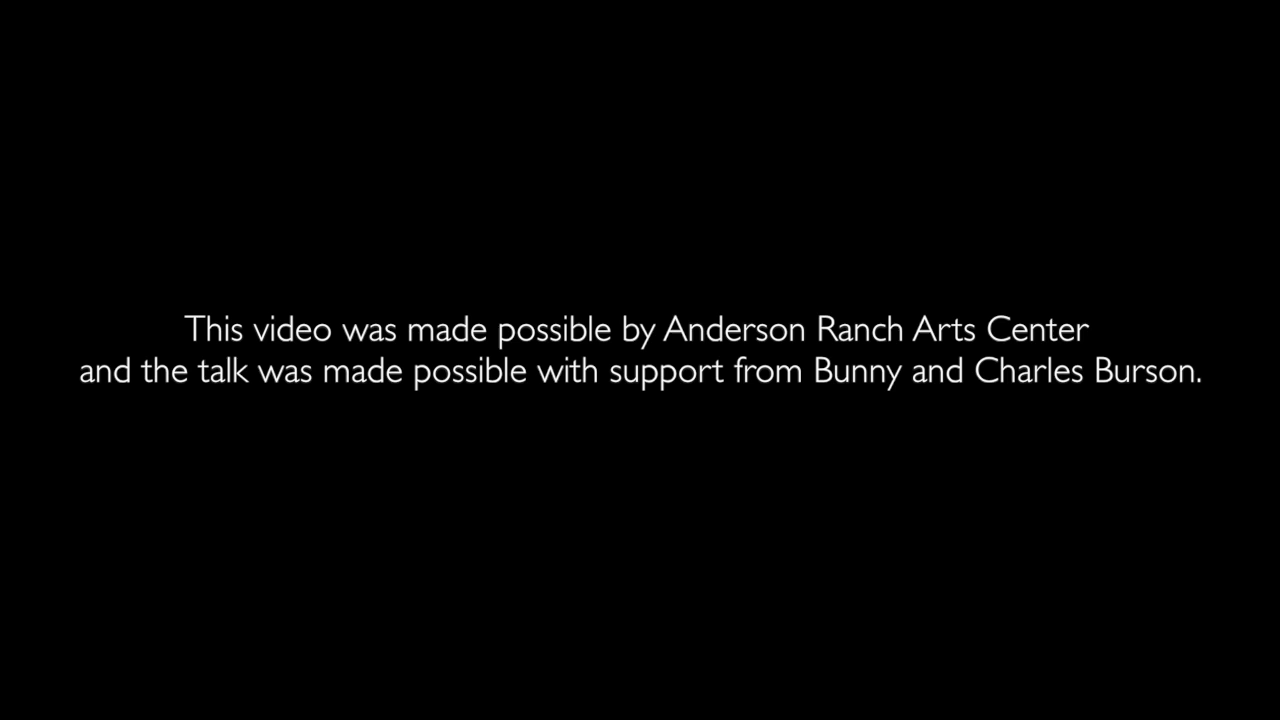 This video was made possible by Anderson Ranch Arts Center
and the talk was made possible with support from Bunny and Charles Burson.